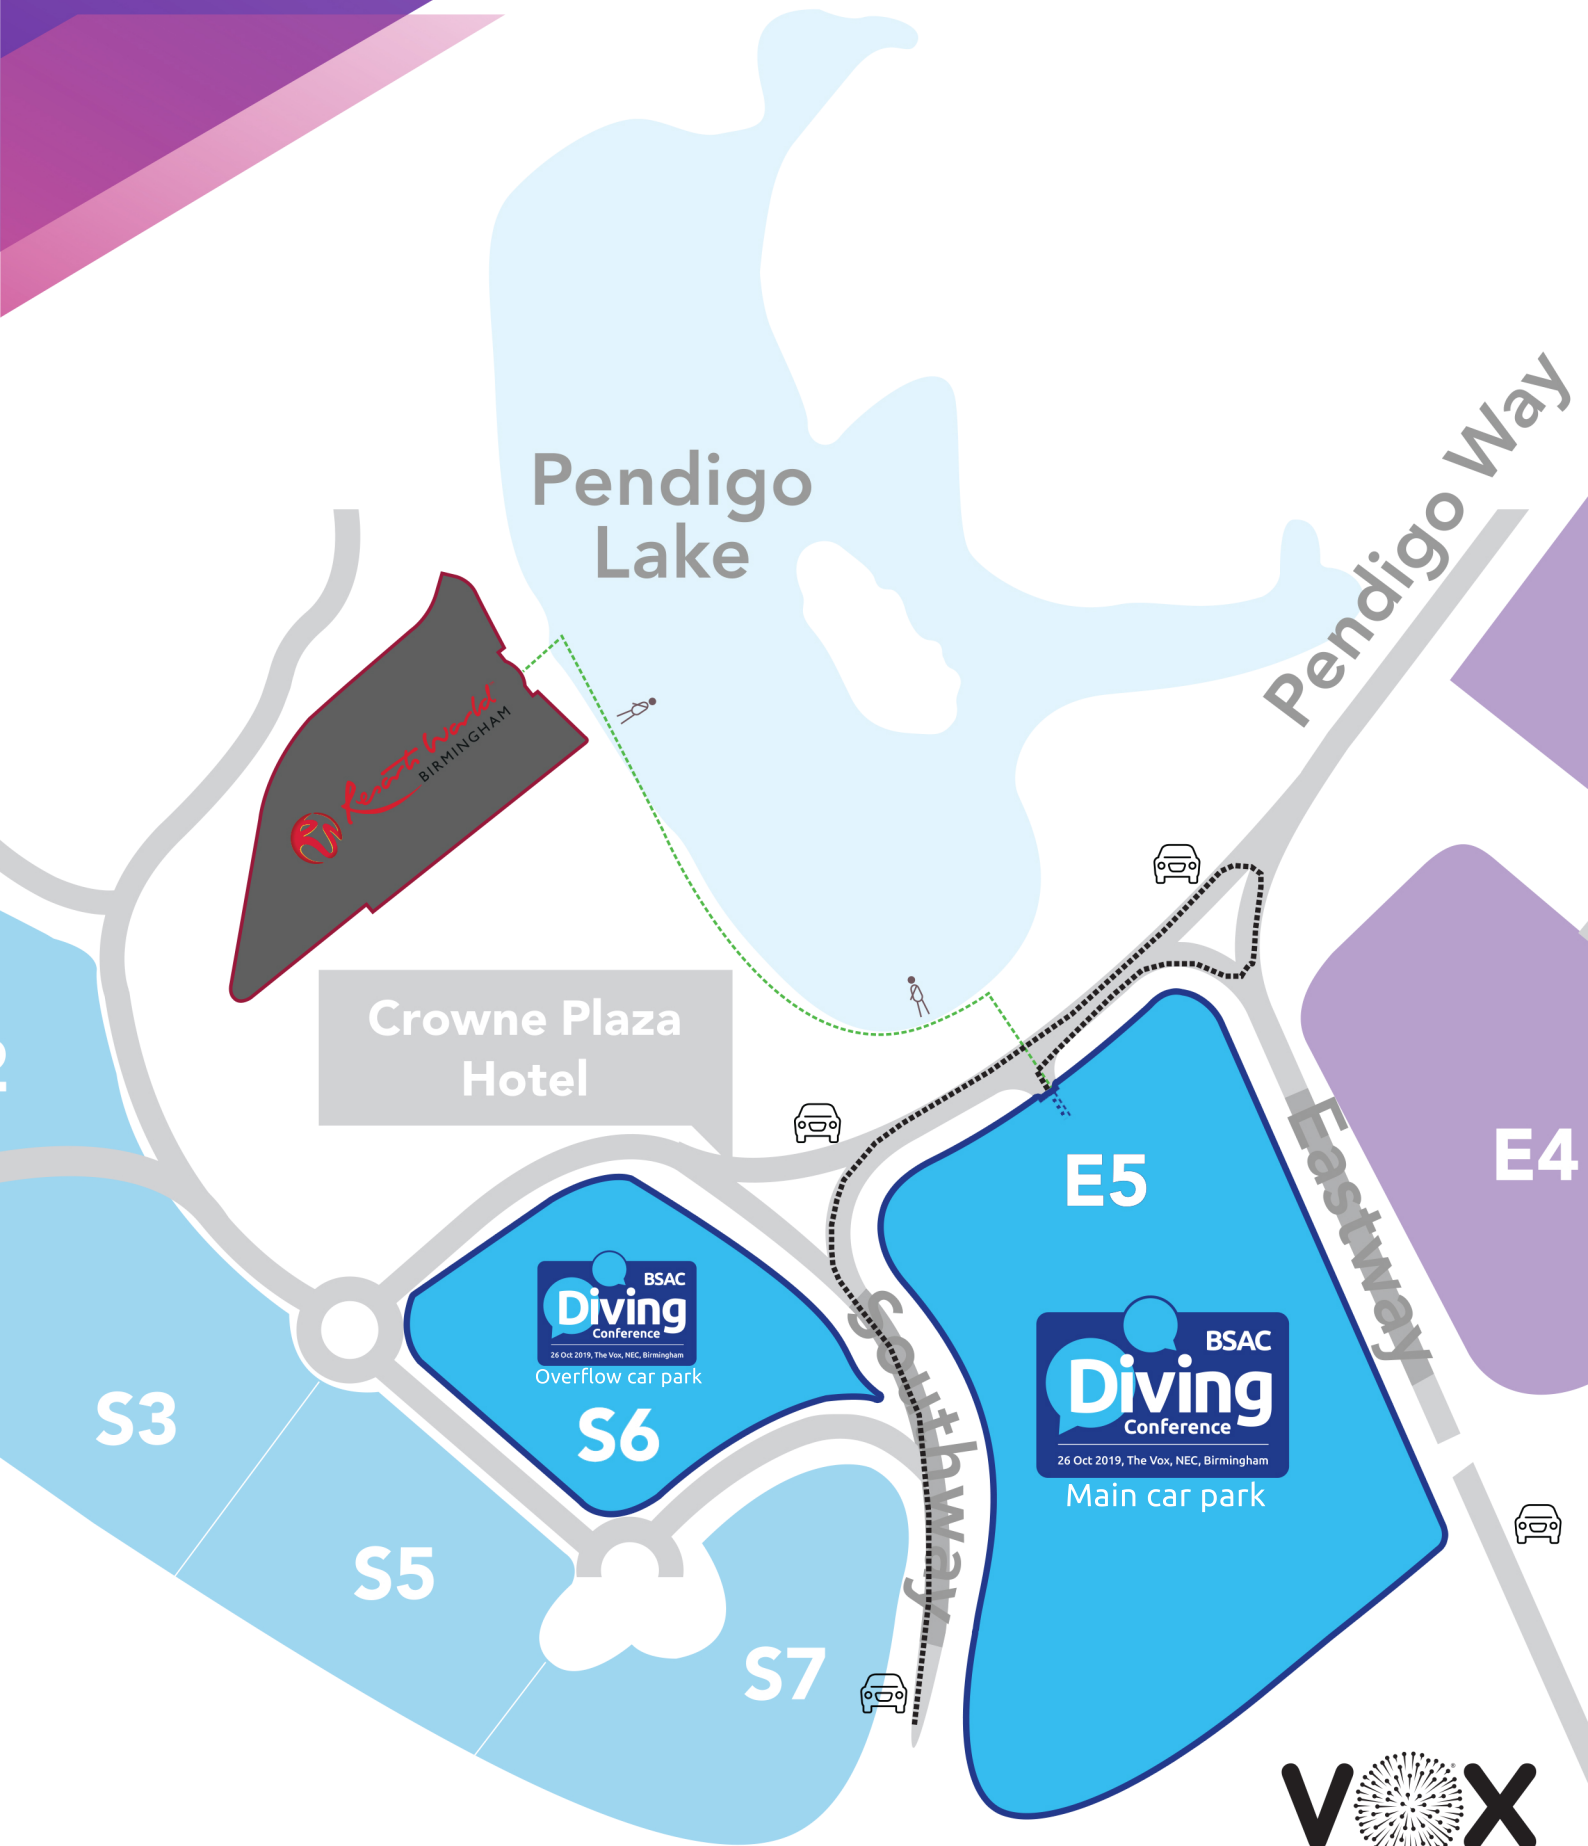 Pendigo Way
Pendigo
Lake
Resorts World
BIRMINGHAM
Crowne Plaza
Hotel
E4
E5
Eastway
Southway
BSAC
Diving
Conference
26 Oct 2019, The Vox, NEC, Birmingham
Overflow car park
S6
BSAC
Diving
Conference
26 Oct 2019, The Vox, NEC, Birmingham
Main car park
S3
S5
S7
VOX